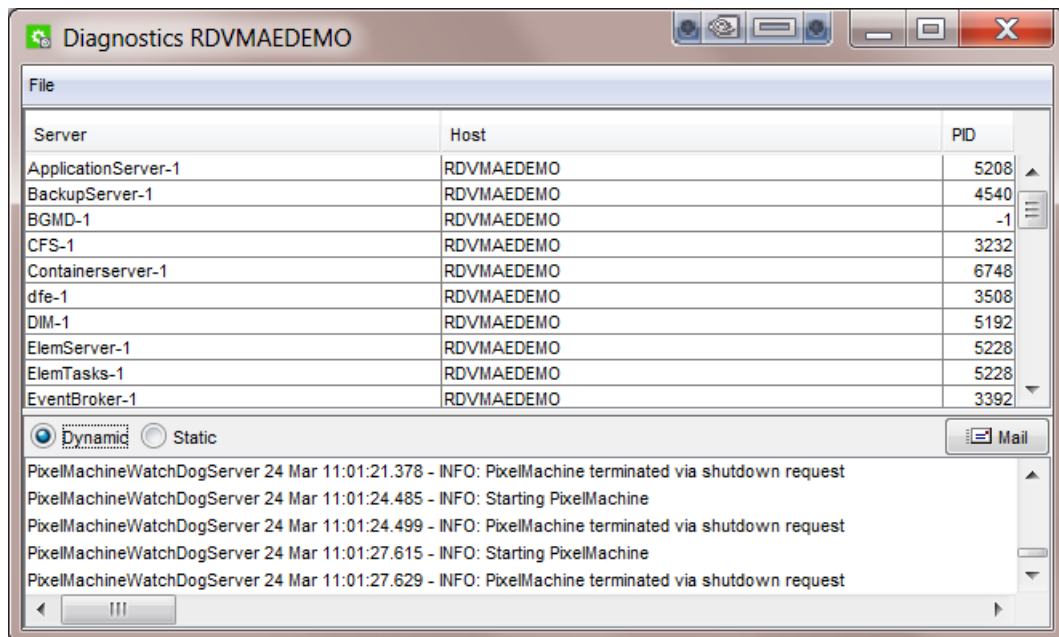 Diagnostics RDVMAEDEMO
File
Server Host PID
ApplicationServer-1 RDVMAEDEMO 5208
BackupServer-1 RDVMAEDEMO 4540
BGMD-1 RDVMAEDEMO -1
CFS-1 RDVMAEDEMO 3232
Containerserver-1 RDVMAEDEMO 6748
dfe-1 RDVMAEDEMO 3508
DIM-1 RDVMAEDEMO 5192
ElemServer-1 RDVMAEDEMO 5228
ElemTasks-1 RDVMAEDEMO 5228
EventBroker-1 RDVMAEDEMO 3392
Dynamic Static Mail
PixelMachineWatchDogServer 24 Mar 11:01:21.378 - INFO: PixelMachine terminated via shutdown request
PixelMachineWatchDogServer 24 Mar 11:01:24.485 - INFO: Starting PixelMachine
PixelMachineWatchDogServer 24 Mar 11:01:24.499 - INFO: PixelMachine terminated via shutdown request
PixelMachineWatchDogServer 24 Mar 11:01:27.615 - INFO: Starting PixelMachine
PixelMachineWatchDogServer 24 Mar 11:01:27.629 - INFO: PixelMachine terminated via shutdown request